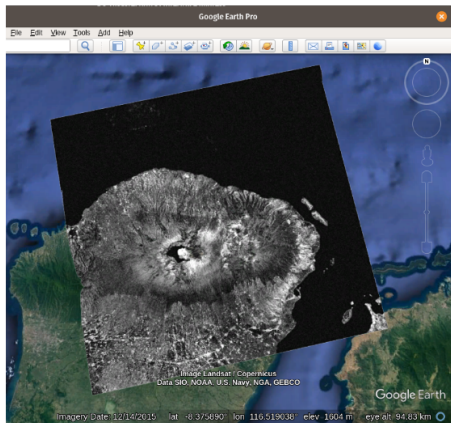 Google Earth Pro
File Edit View Tools Add Help
N
Image Landsat / Copernicus
Data SIO, NOAA, U.S. Navy, NGA, GEBCO
Google Earth
Imagery Date: 12/14/2015 lat -8.375890° lon 116.519038° elev 1604 m eye alt 94.83 km